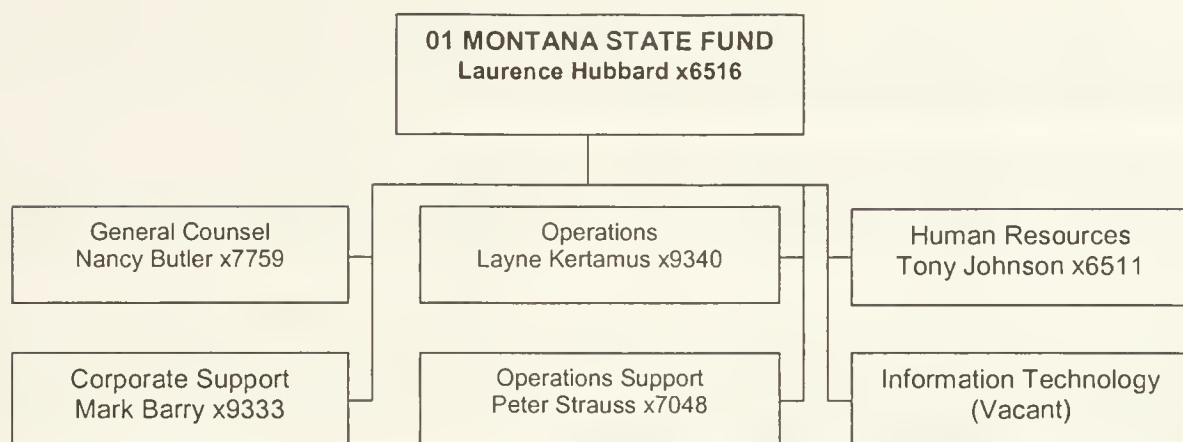 01 MONTANA STATE FUND
Laurence Hubbard x6516
General Counsel
Nancy Butler x7759
Operations
Layne Kertamus x9340
Human Resources
Tony Johnson x6511
Corporate Support
Mark Barry x9333
Operations Support
Peter Strauss x7048
Information Technology
(Vacant)